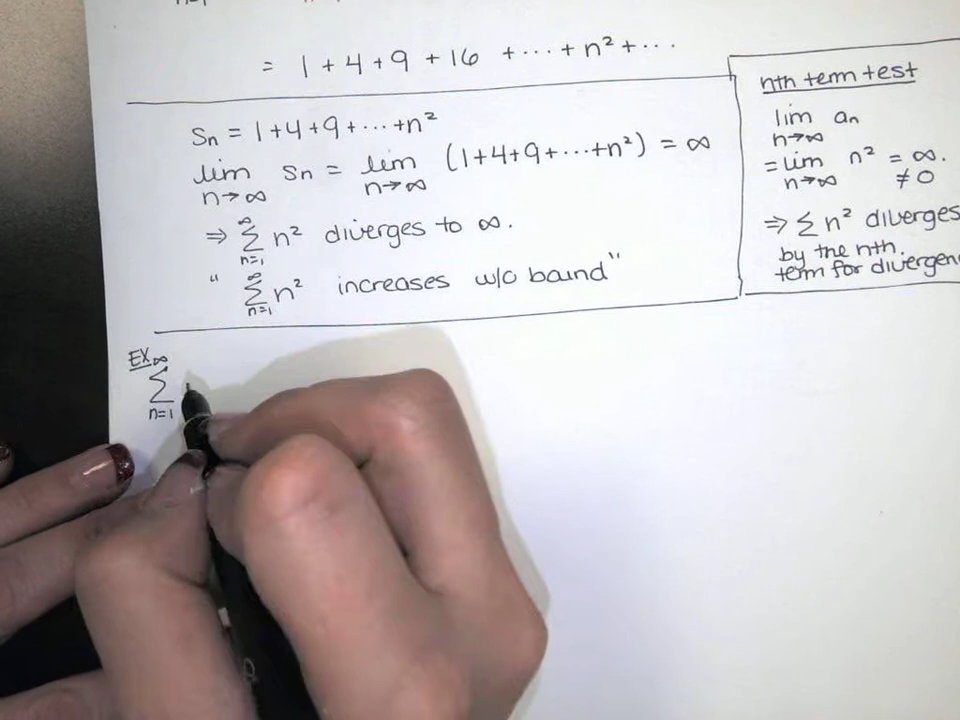 = 1 + 4 + 9 + 16 + ··· + n² + ···
Sn = 1+4+9+···+n²
lim Sn = lim (1+4+9+···+n²) = ∞
n→∞ n→∞
⇒ ∞ Σ n=1 n² diverges to ∞.
" ∞ Σ n=1 n² increases w/o bound"
nth term test
lim an
n→∞
= lim n² = ∞.
n→∞ ≠ 0
⇒ Σ n² diverges
by the nth.
term for divergen
EX ∞
Σ
n=1